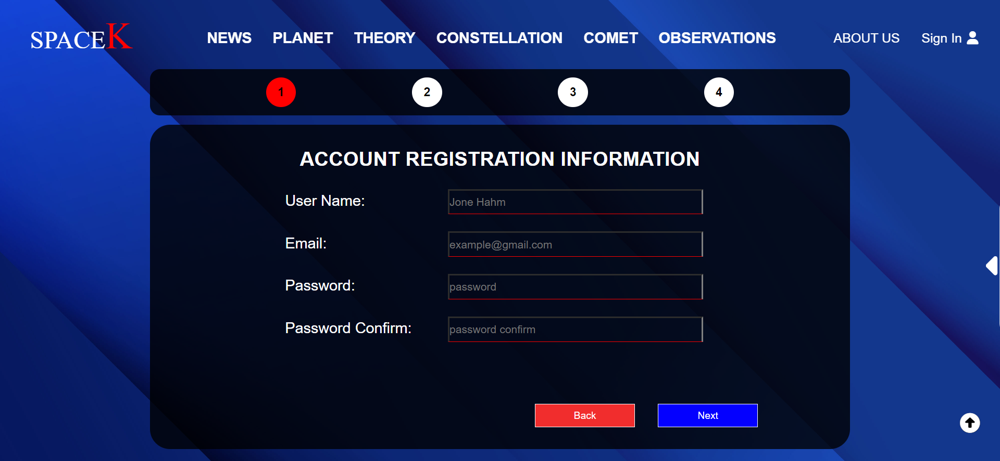 SPACEK
NEWS PLANET THEORY CONSTELLATION COMET OBSERVATIONS ABOUT US Sign In
1 2 3 4
ACCOUNT REGISTRATION INFORMATION
User Name: Jone Hahm
Email: example@gmail.com
Password: password
Password Confirm: password confirm
Back Next